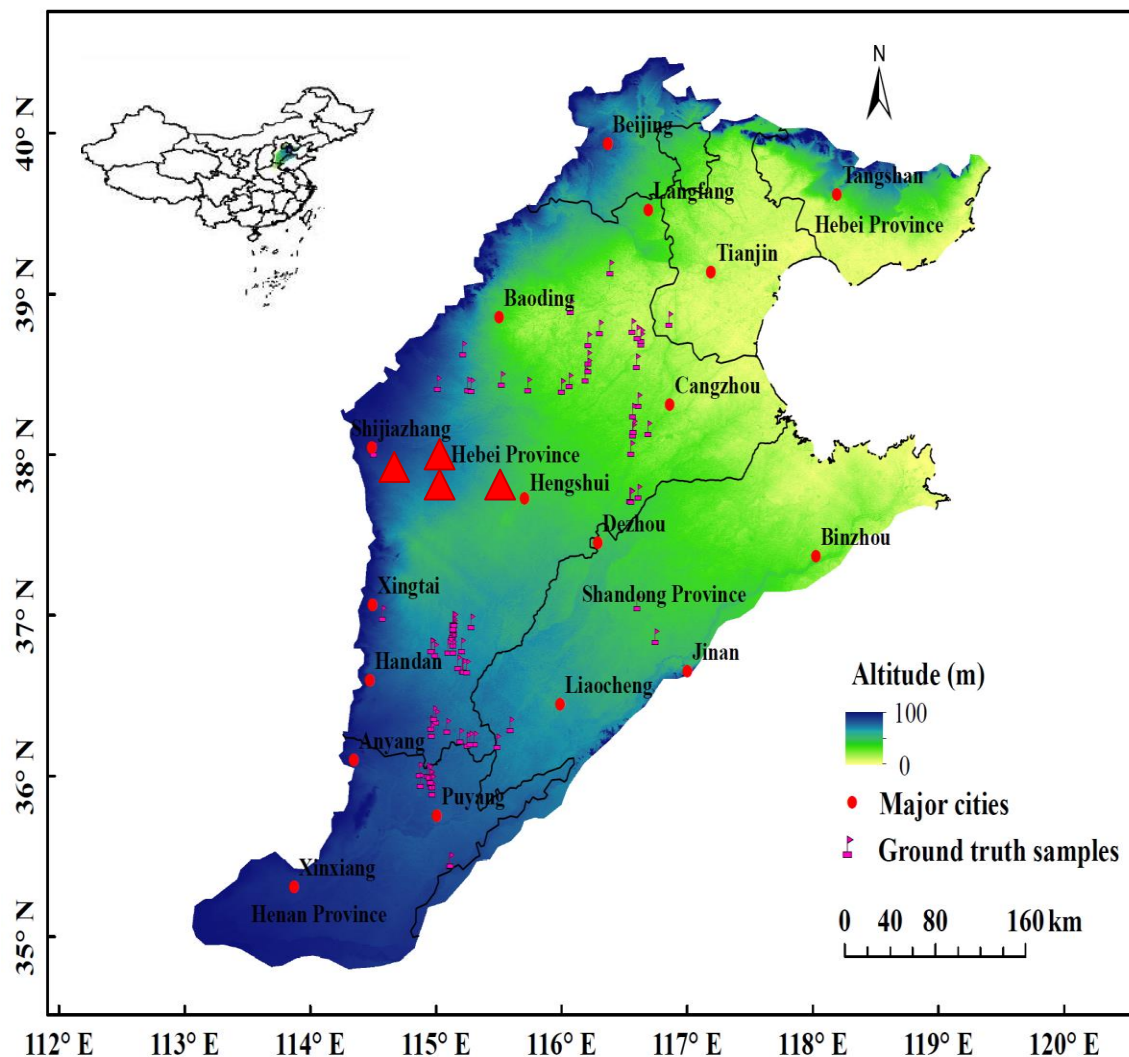 N
40° N
39° N
38° N
37° N
36° N
35° N
Beijing
Langfang
Tangshan
Hebei Province
Tianjin
Baoding
Cangzhou
Shijiazhang
Hebei Province
Hengshui
Dezhou
Binzhou
Xingtai
Shandong Province
Handan
Jinan
Liaocheng
Anyang
Puyang
Xinxiang
Henan Province
Altitude (m)
100
0
Major cities
Ground truth samples
0 40 80 160 km
112° E 113° E 114° E 115° E 116° E 117° E 118° E 119° E 120° E